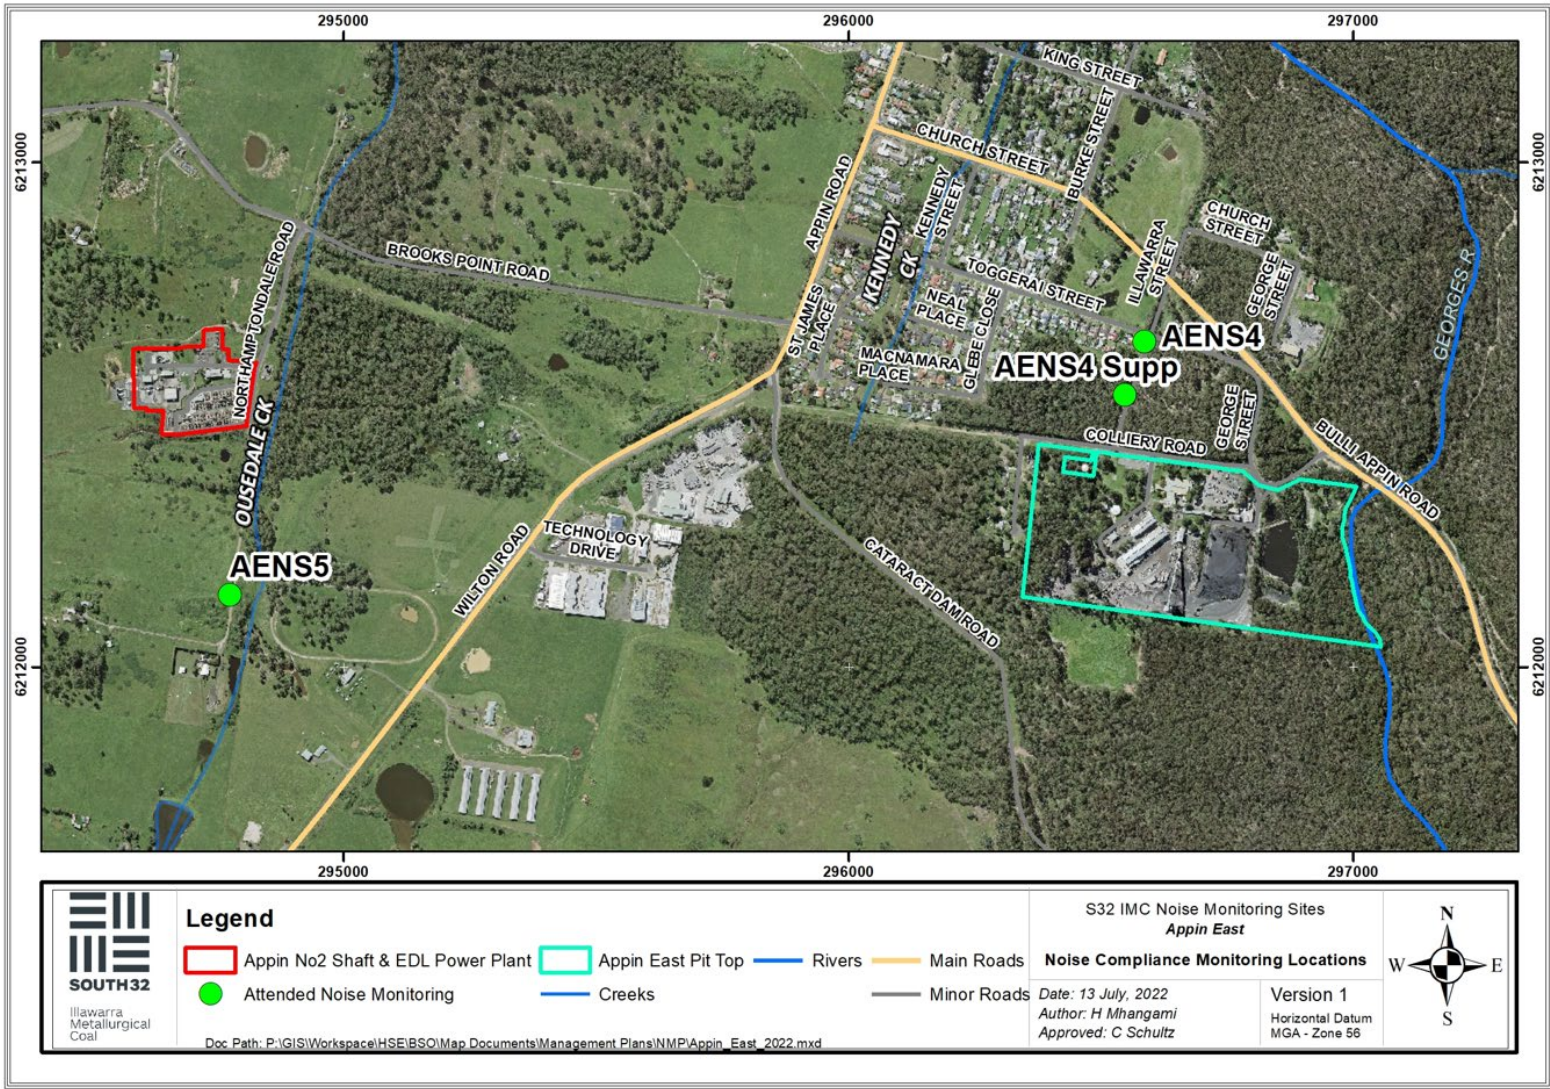 295000
296000
297000
6213000
6212000
6213000
6212000
KING STREET
CHURCH STREET
BURKE STREET
APPIN ROAD
KENNEDY
STREET
KENNEDY
CK
CHURCH
STREET
ILLAWARRA
STREET
GEORGE
STREET
GEORGES R
NORTHAMPTONDALE ROAD
BROOKS POINT ROAD
TOGGERAI STREET
NEAL
PLACE
ST JAMES
PLACE
MACNAMARA
PLACE
GLEBE CLOSE
AENS4
AENS4 Supp
GEORGE
STREET
COLLIERY ROAD
BULLI APPIN ROAD
OUSEDALE CK
AENS5
WILTON ROAD
TECHNOLOGY
DRIVE
CATARACT DAM ROAD
295000
296000
297000
SOUTH32
Illawarra
Metallurgical
Coal
Legend
Appin No2 Shaft & EDL Power Plant
Appin East Pit Top
Rivers
Main Roads
Attended Noise Monitoring
Creeks
Minor Roads
Doc Path: P:\GIS\Workspace\HSE\BSO\Map Documents\Management Plans\NMP\Appin_East_2022.mxd
S32 IMC Noise Monitoring Sites
Appin East
Noise Compliance Monitoring Locations
Date: 13 July, 2022
Author: H Mhangami
Approved: C Schultz
Version 1
Horizontal Datum
MGA - Zone 56
N
W
E
S